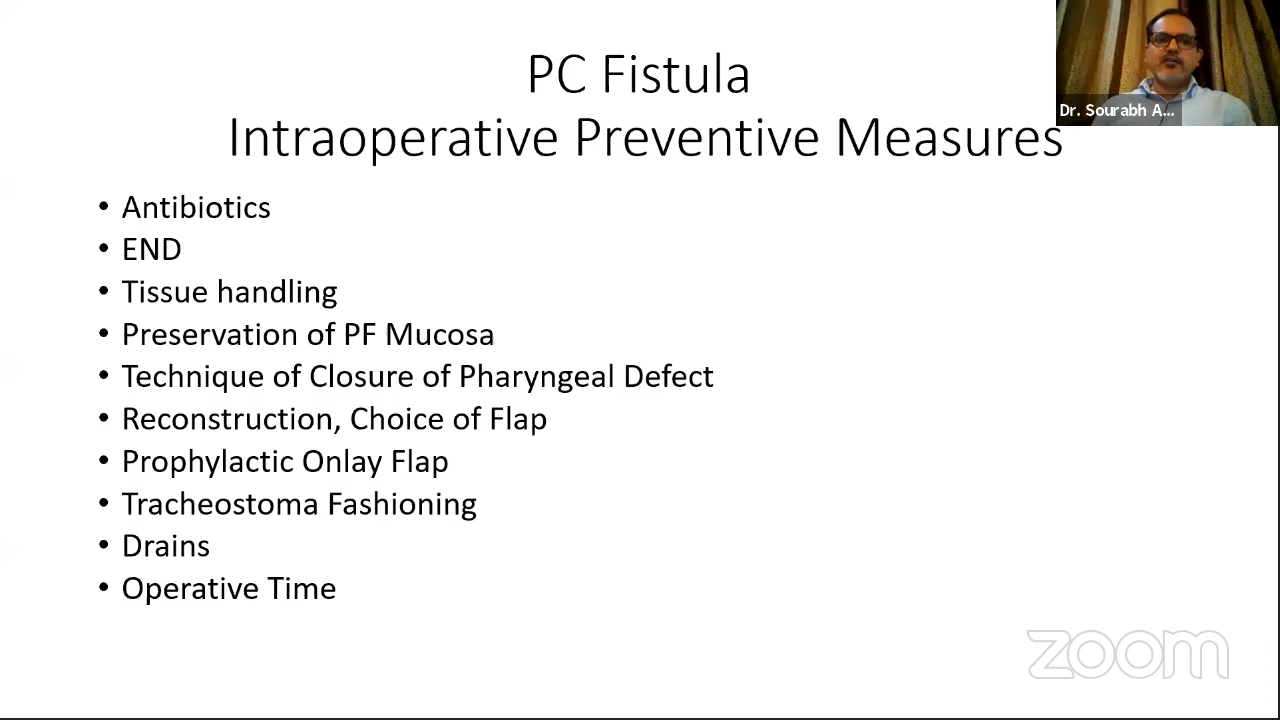 PC Fistula
Intraoperative Preventive Measures
Dr. Sourabh A...
• Antibiotics
• END
• Tissue handling
• Preservation of PF Mucosa
• Technique of Closure of Pharyngeal Defect
• Reconstruction, Choice of Flap
• Prophylactic Onlay Flap
• Tracheostoma Fashioning
• Drains
• Operative Time
zoom